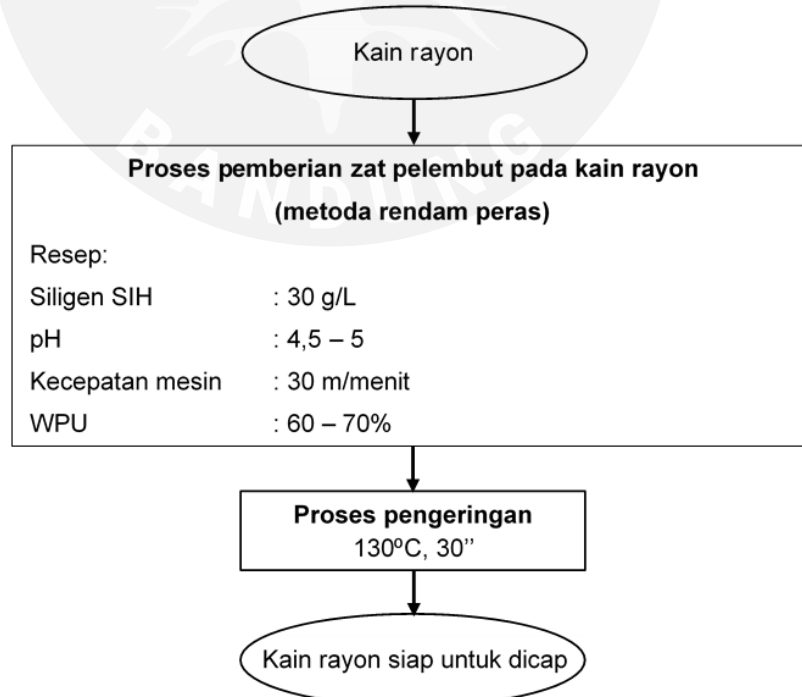 BANDUNG
Kain rayon
Proses pemberian zat pelembut pada kain rayon
(metoda rendam peras)
Resep:
Siligen SIH : 30 g/L
pH : 4,5 – 5
Kecepatan mesin : 30 m/menit
WPU : 60 – 70%
Proses pengeringan
130ºC, 30’’
Kain rayon siap untuk dicap